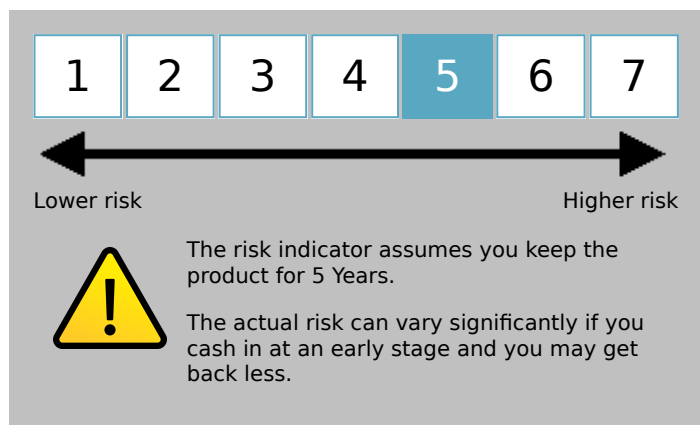 1 2 3 4 5 6 7
Lower risk Higher risk
The risk indicator assumes you keep the
product for 5 Years.
The actual risk can vary significantly if you
cash in at an early stage and you may get
back less.